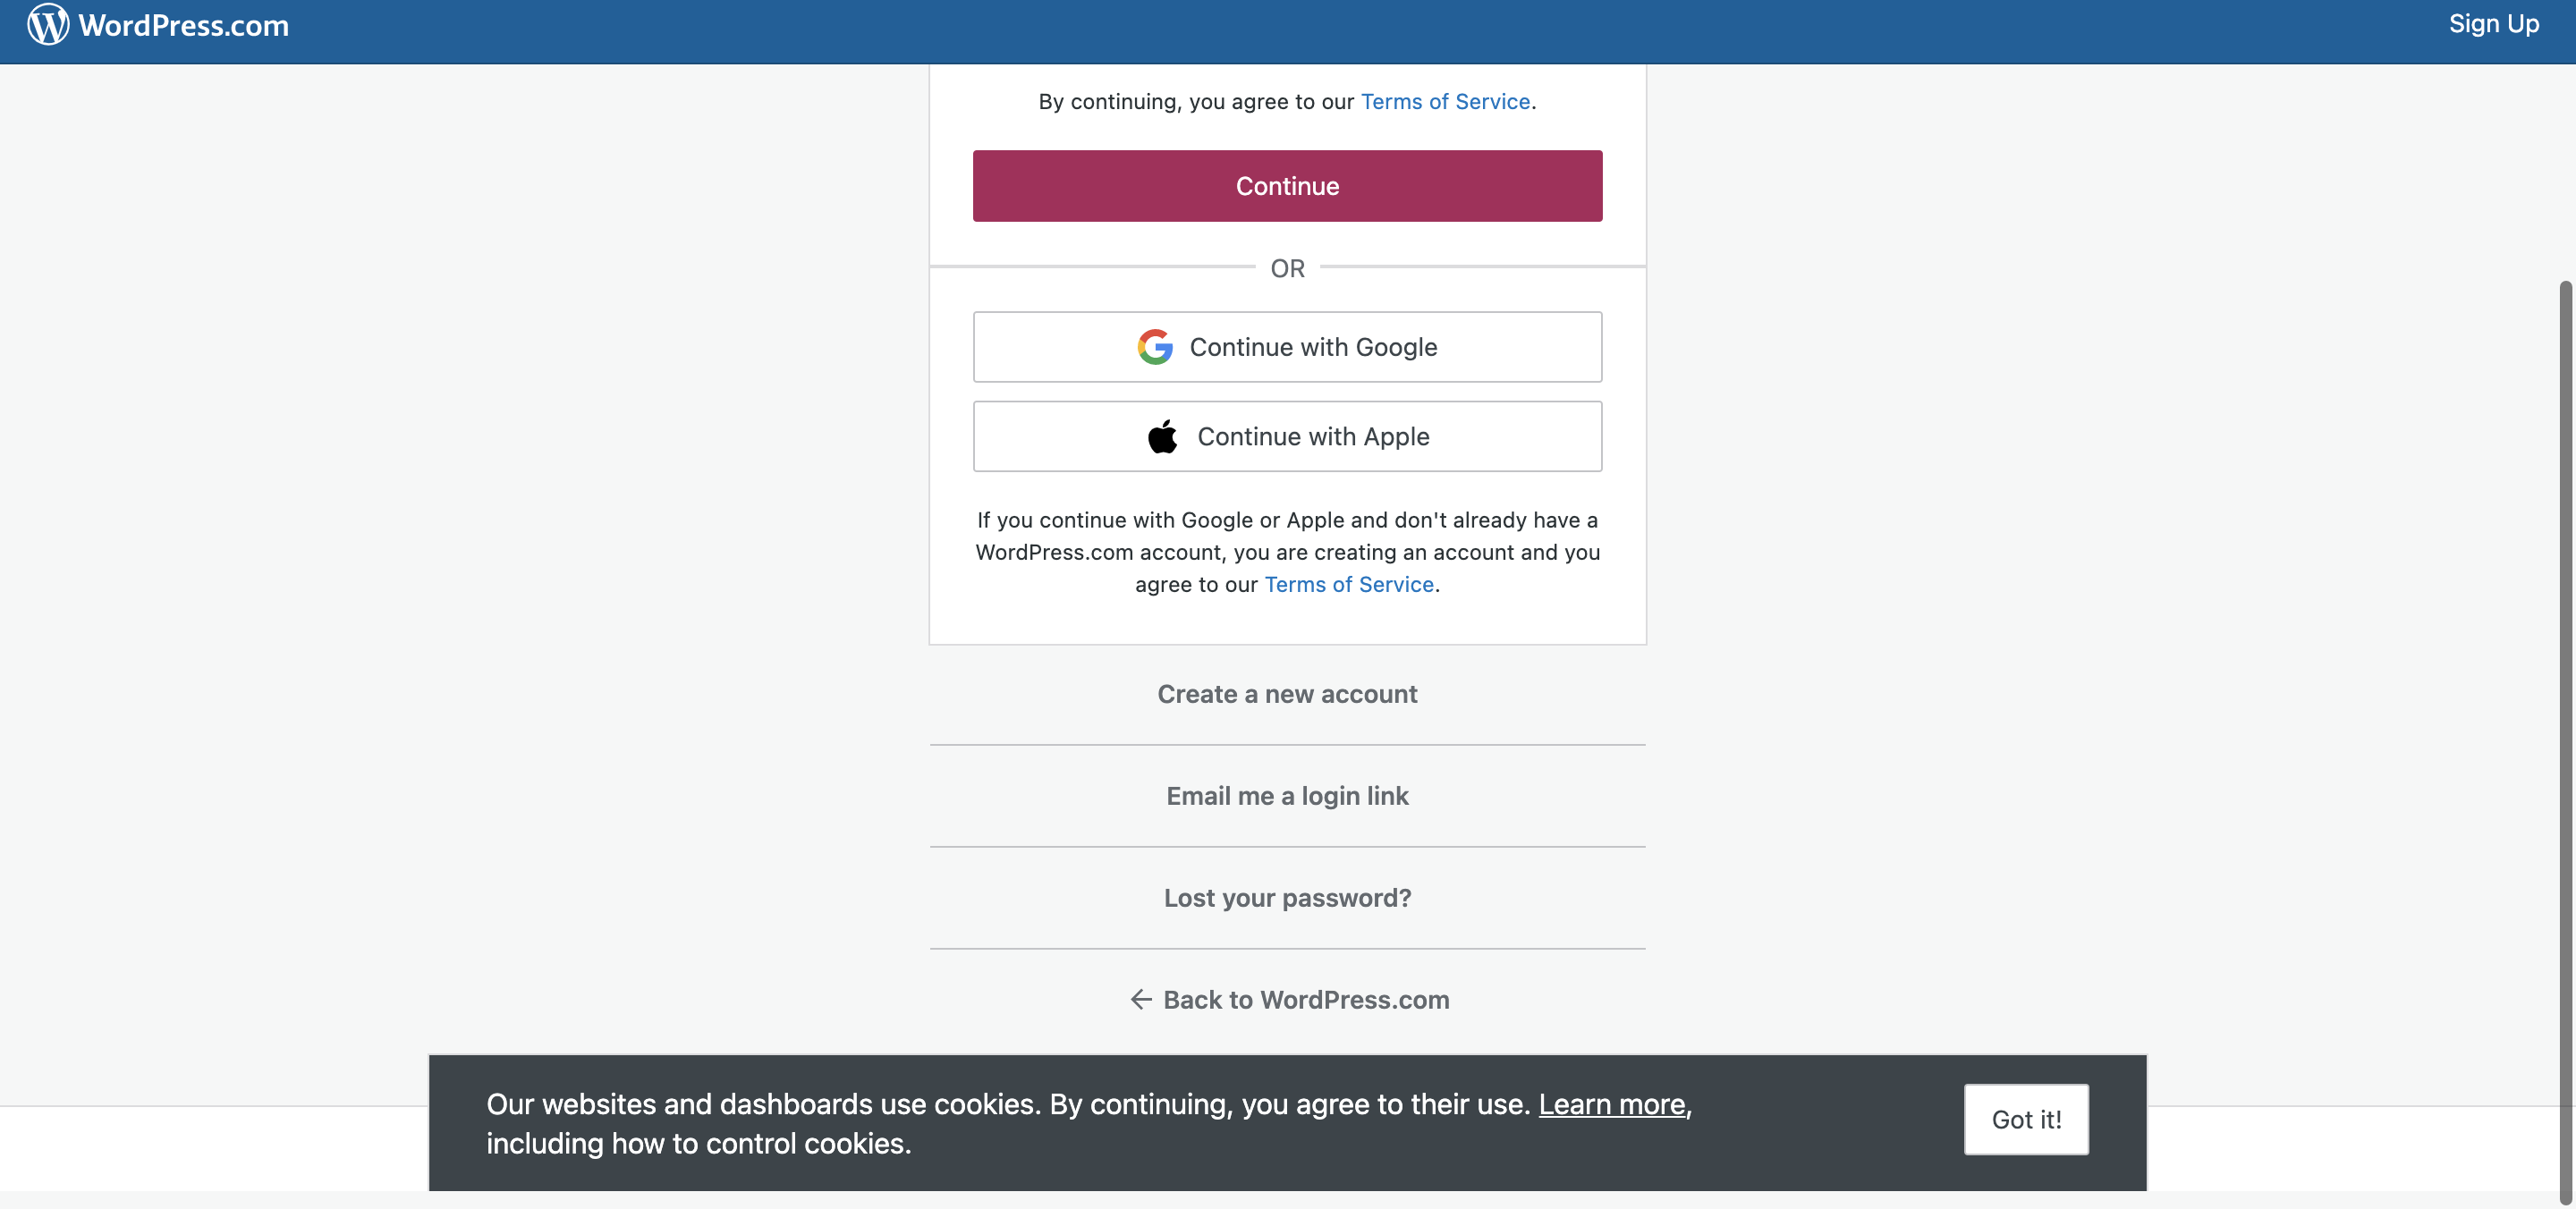 WordPress.com
Sign Up
By continuing, you agree to our Terms of Service.
Continue
OR
Continue with Google
Continue with Apple
If you continue with Google or Apple and don't already have a
WordPress.com account, you are creating an account and you
agree to our Terms of Service.
Create a new account
Email me a login link
Lost your password?
← Back to WordPress.com
Our websites and dashboards use cookies. By continuing, you agree to their use. Learn more,
including how to control cookies.
Got it!